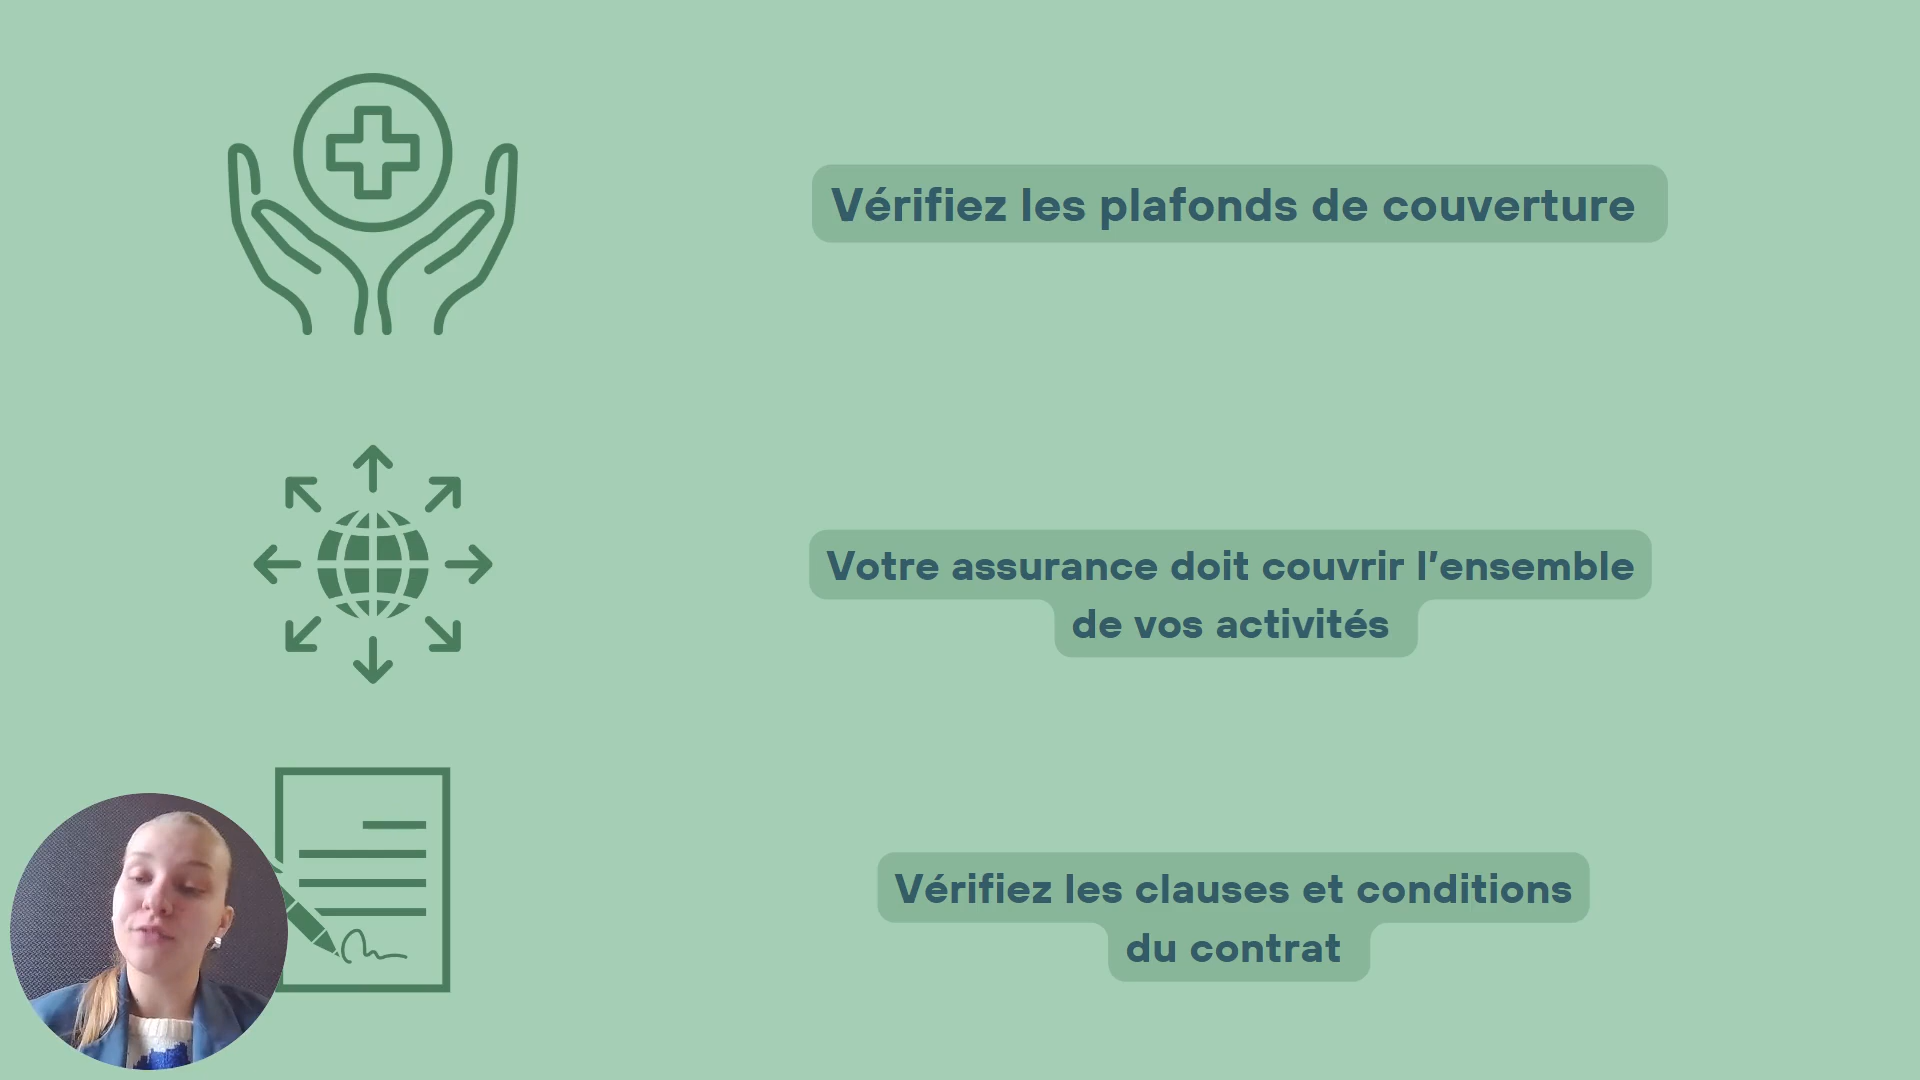 Vérifiez les plafonds de couverture
Votre assurance doit couvrir l'ensemble
de vos activités
Vérifiez les clauses et conditions
du contrat